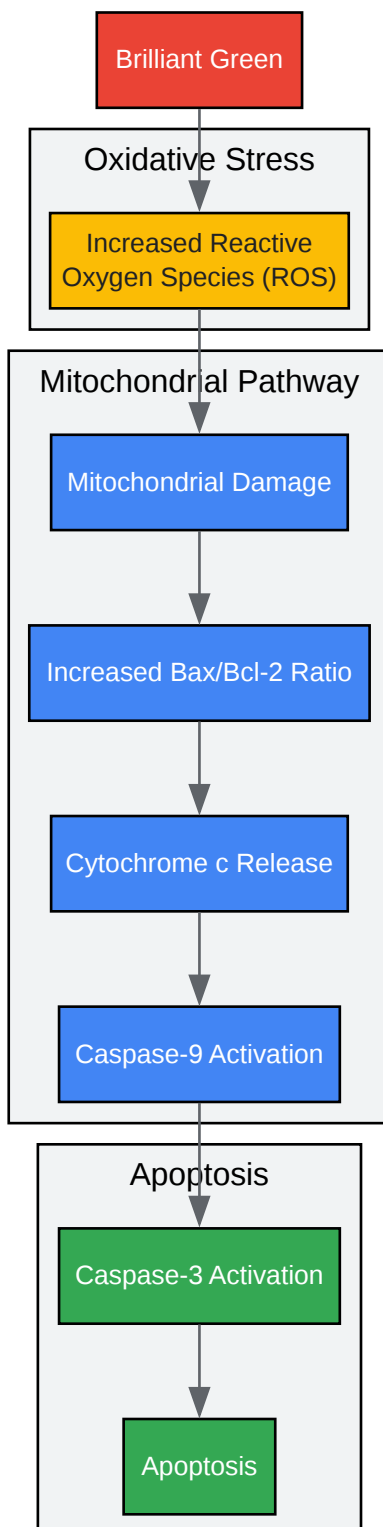 Brilliant Green
Oxidative Stress
Increased Reactive
Oxygen Species (ROS)
Mitochondrial Pathway
Mitochondrial Damage
Increased Bax/Bcl-2 Ratio
Cytochrome c Release
Caspase-9 Activation
Apoptosis
Caspase-3 Activation
Apoptosis